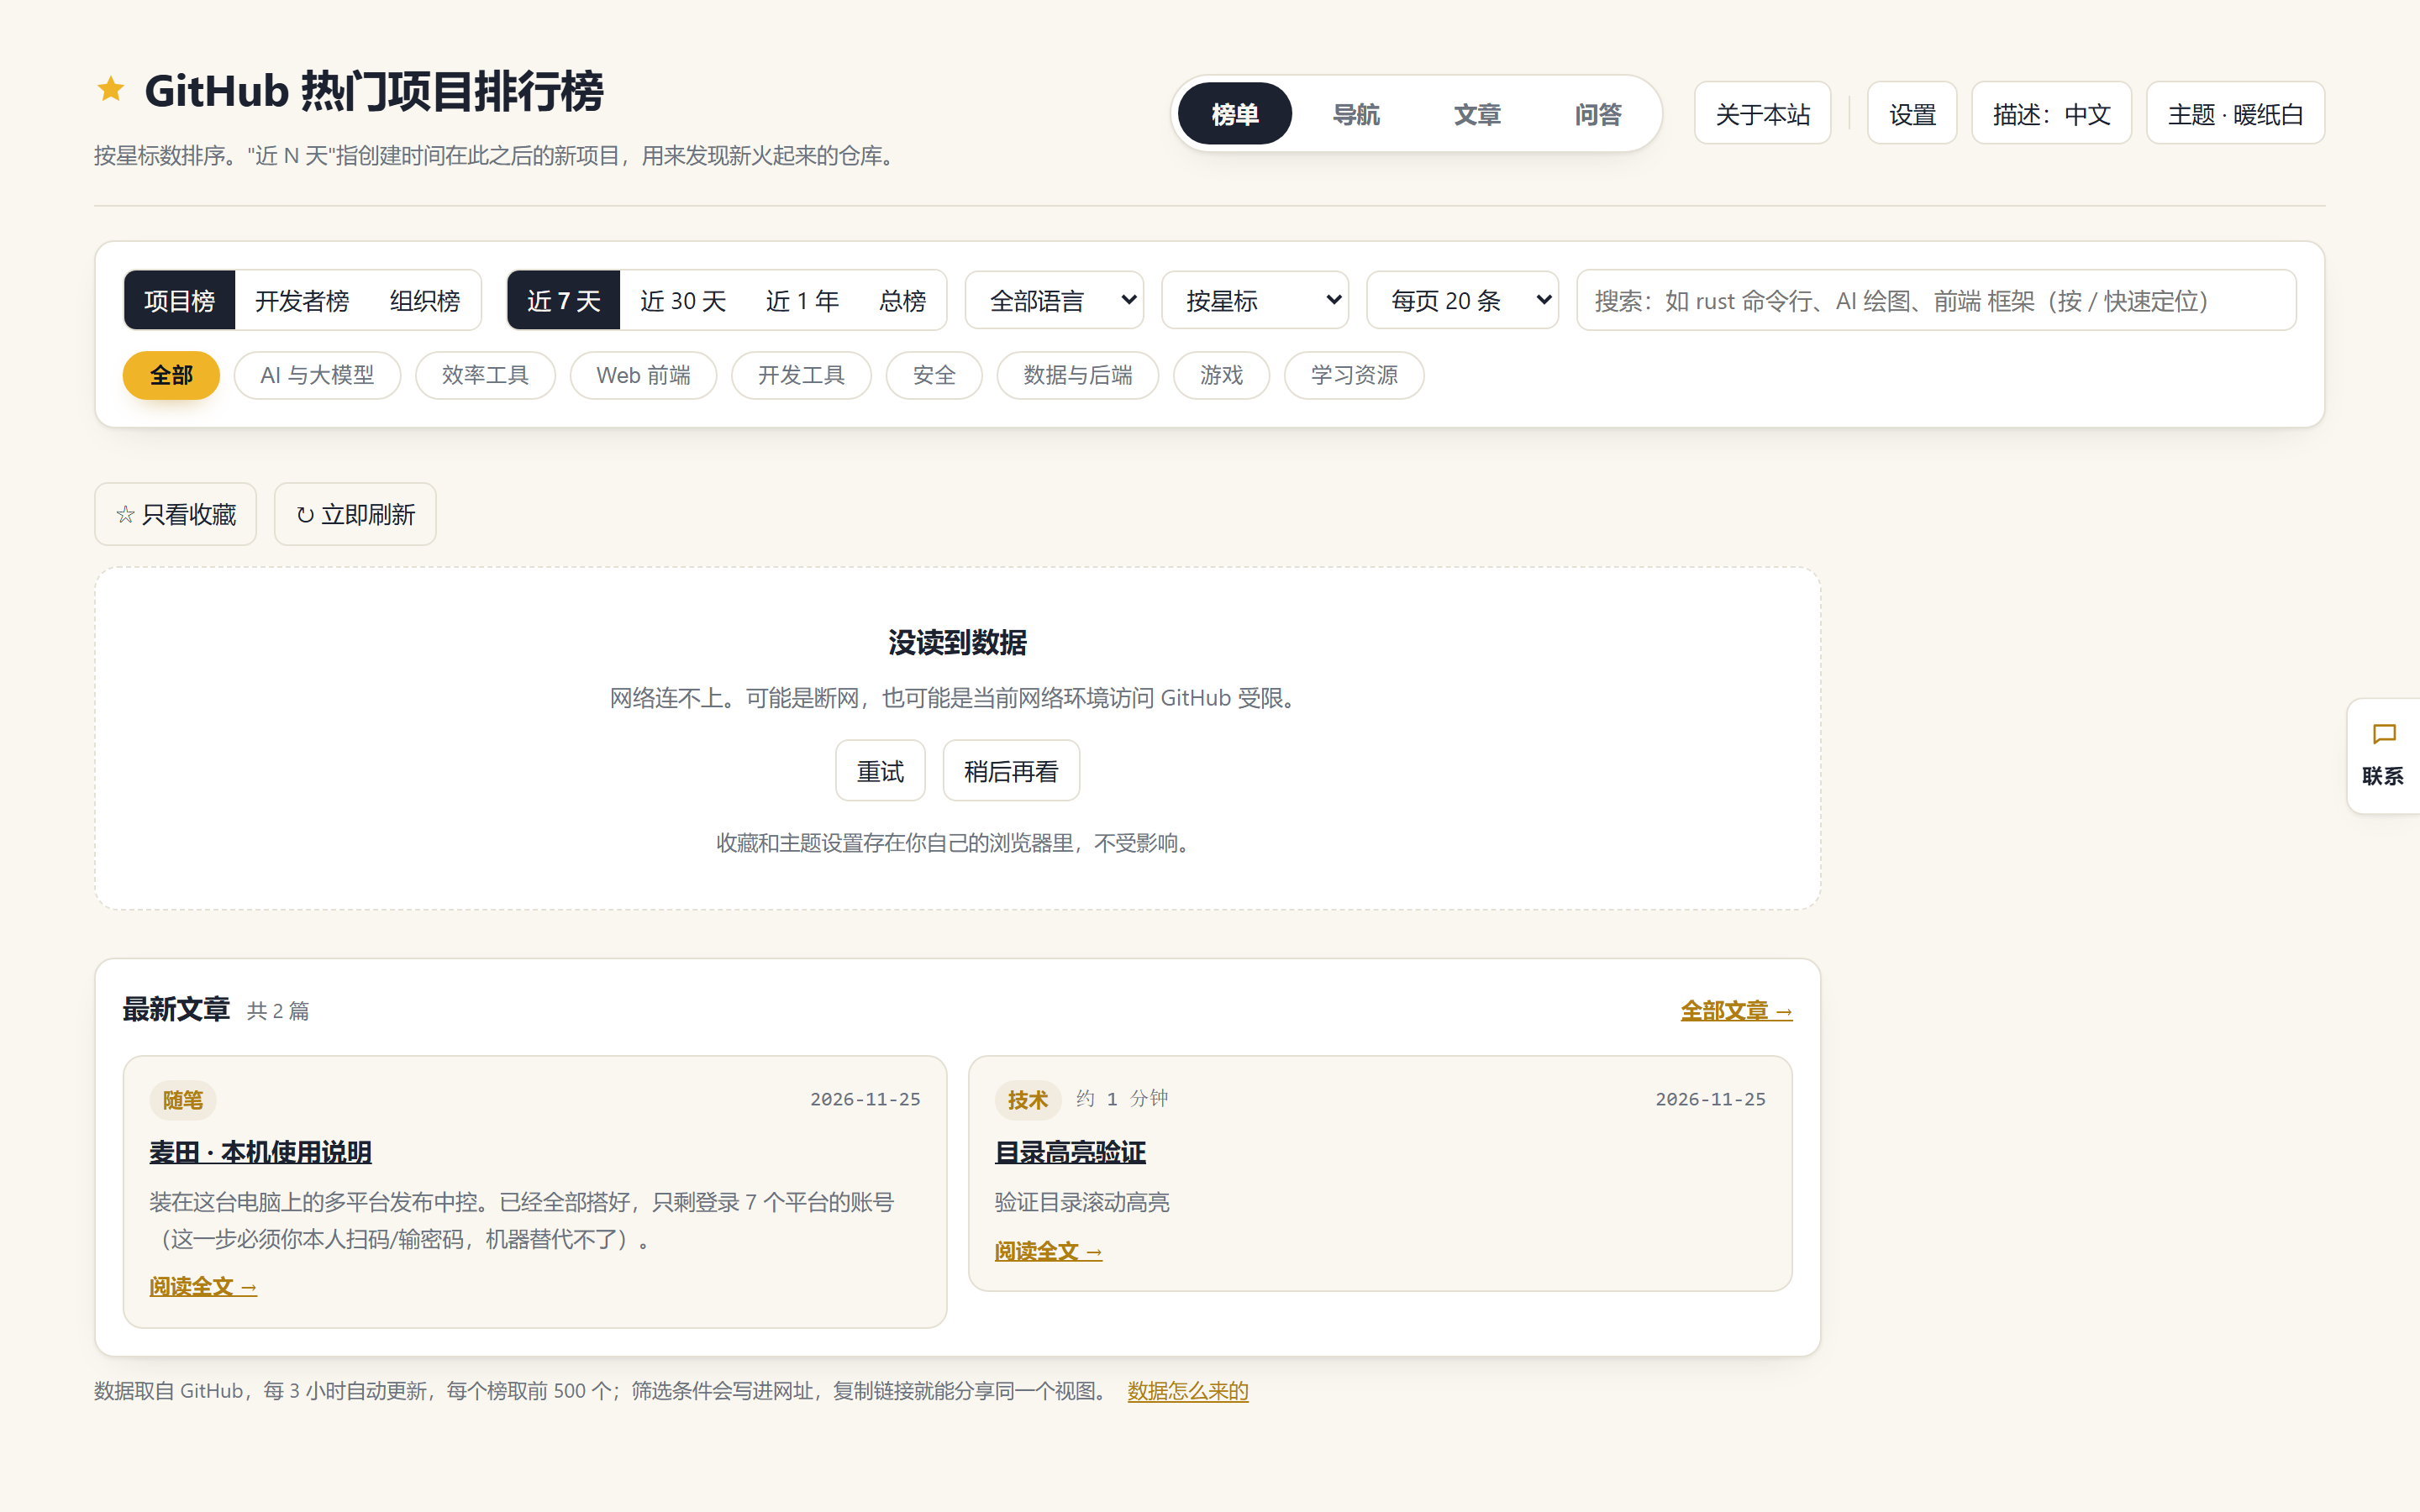 GitHub 热门项目排行榜
按星标数排序。"近 N 天"指创建时间在此之后的新项目，用来发现新火起来的仓库。
榜单 导航 文章 问答 关于本站 设置 描述：中文 主题 · 暖纸白
项目榜 开发者榜 组织榜 近 7 天 近 30 天 近 1 年 总榜 全部语言 按星标 每页 20 条 搜索：如 rust 命令行、AI 绘图、前端 框架（按 / 快速定位）
全部 AI 与大模型 效率工具 Web 前端 开发工具 安全 数据与后端 游戏 学习资源
☆ 只看收藏 ↻ 立即刷新
没读到数据
网络连不上。可能是断网，也可能是当前网络环境访问 GitHub 受限。
重试 稍后再看
收藏和主题设置存在你自己的浏览器里，不受影响。
联系
最新文章 共 2 篇 全部文章 →
随笔 2026-11-25
麦田 · 本机使用说明
装在这台电脑上的多平台发布中控。已经全部搭好，只剩登录 7 个平台的账号
（这一步必须你本人扫码/输密码，机器替代不了）。
阅读全文 →
技术 约 1 分钟 2026-11-25
目录高亮验证
验证目录滚动高亮
阅读全文 →
数据取自 GitHub，每 3 小时自动更新，每个榜取前 500 个；筛选条件会写进网址，复制链接就能分享同一个视图。 数据怎么来的